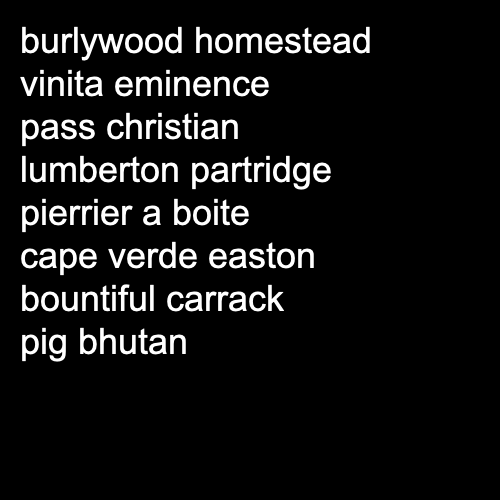 burlywood homestead
vinita eminence
pass christian
lumberton partridge
pierrier a boite
cape verde easton
bountiful carrack
pig bhutan